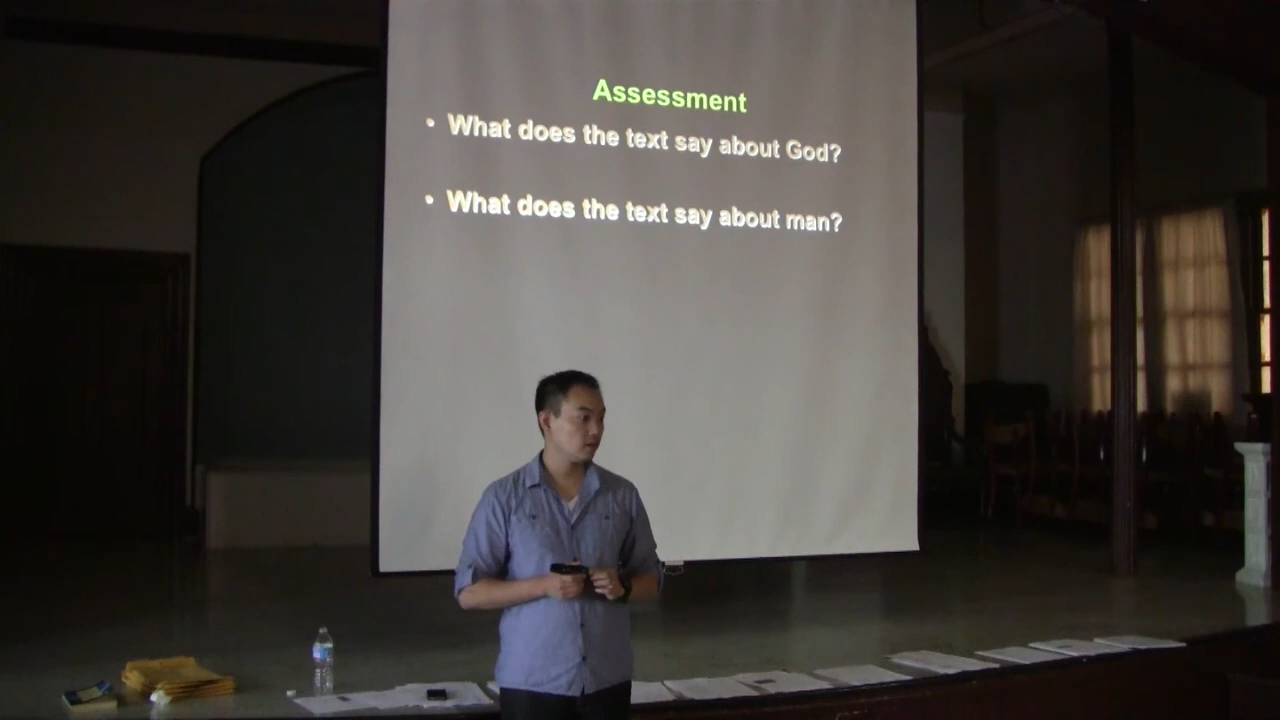 Assessment
• What does the text say about God?
• What does the text say about man?